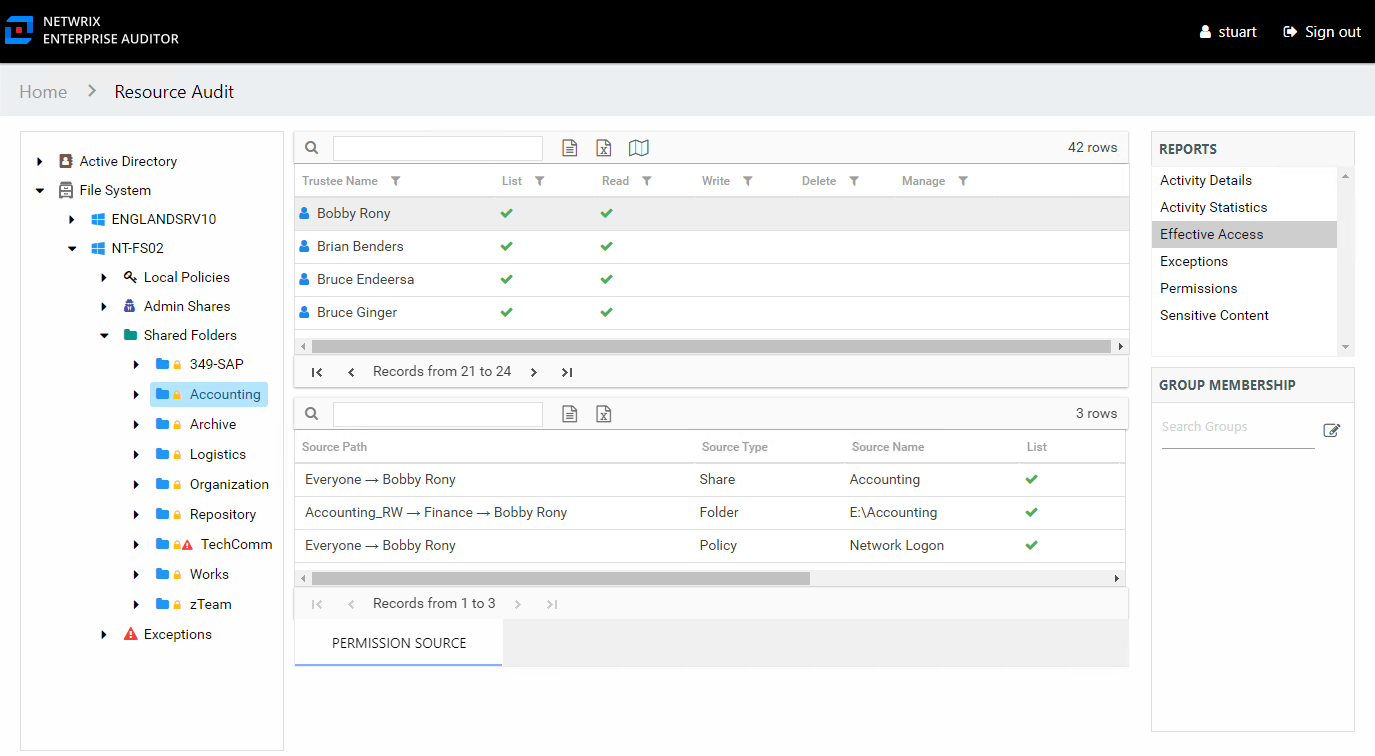 NETWRIX
ENTERPRISE AUDITOR
stuart
Sign out
Home
Resource Audit
Active Directory
File System
ENGLANDSRV10
NT-FS02
Local Policies
Admin Shares
Shared Folders
349-SAP
Accounting
Archive
Logistics
Organization
Repository
TechComm
Works
zTeam
Exceptions
42 rows
Trustee Name List Read Write Delete Manage
Bobby Rony
Brian Benders
Bruce Endeersa
Bruce Ginger
Records from 21 to 24
3 rows
Source Path Source Type Source Name List
Everyone → Bobby Rony Share Accounting
Accounting_RW → Finance → Bobby Rony Folder E:\Accounting
Everyone → Bobby Rony Policy Network Logon
Records from 1 to 3
PERMISSION SOURCE
REPORTS
Activity Details
Activity Statistics
Effective Access
Exceptions
Permissions
Sensitive Content
GROUP MEMBERSHIP
Search Groups